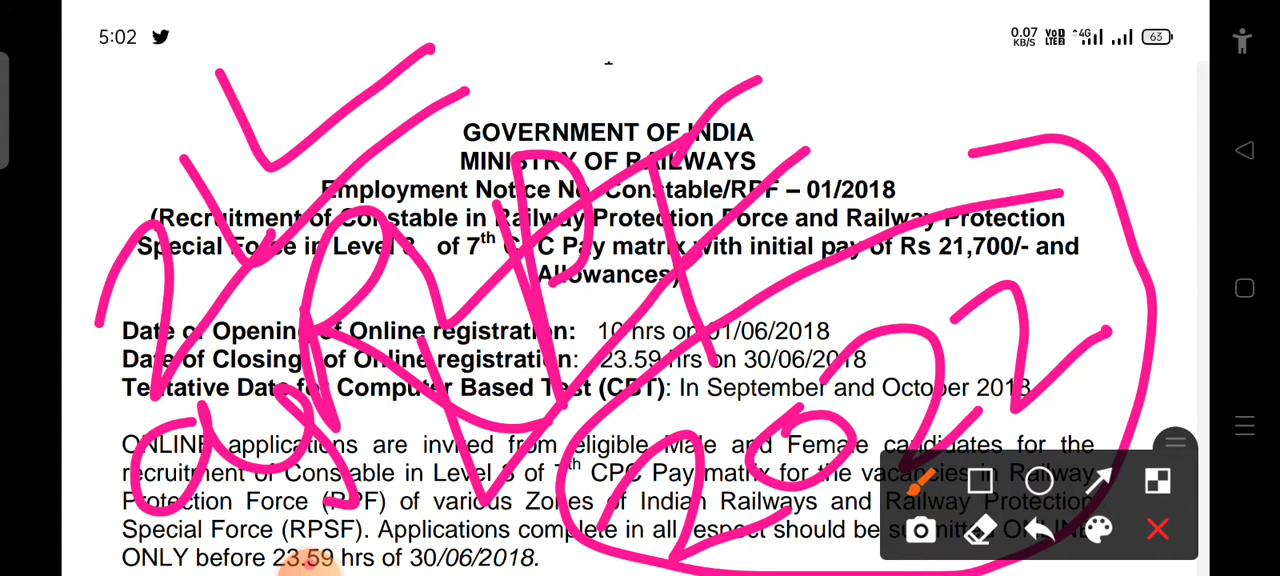 5:02
0.07 KB/S VoD LTE2 4G 63
GOVERNMENT OF INDIA
MINISTRY OF RAILWAYS
Employment Notice No. Constable/RPF – 01/2018
(Recruitment of Constable in Railway Protection Force and Railway Protection
Special Force in Level 3 of 7th CPC Pay matrix with initial pay of Rs 21,700/- and
Allowances)
Date of Opening of Online registration: 10 hrs on 01/06/2018
Date of Closing of Online registration: 23.59 hrs on 30/06/2018
Tentative Date for Computer Based Test (CBT): In September and October 2018
ONLINE applications are invited from eligible Male and Female candidates for the
recruitment of Constable in Level 3 of 7th CPC Pay matrix for the vacancies in Railway
Protection Force (RPF) of various Zones of Indian Railways and Railway Protection
Special Force (RPSF). Applications complete in all respect should be submitted ONLINE
ONLY before 23.59 hrs of 30/06/2018.
RPF
2022